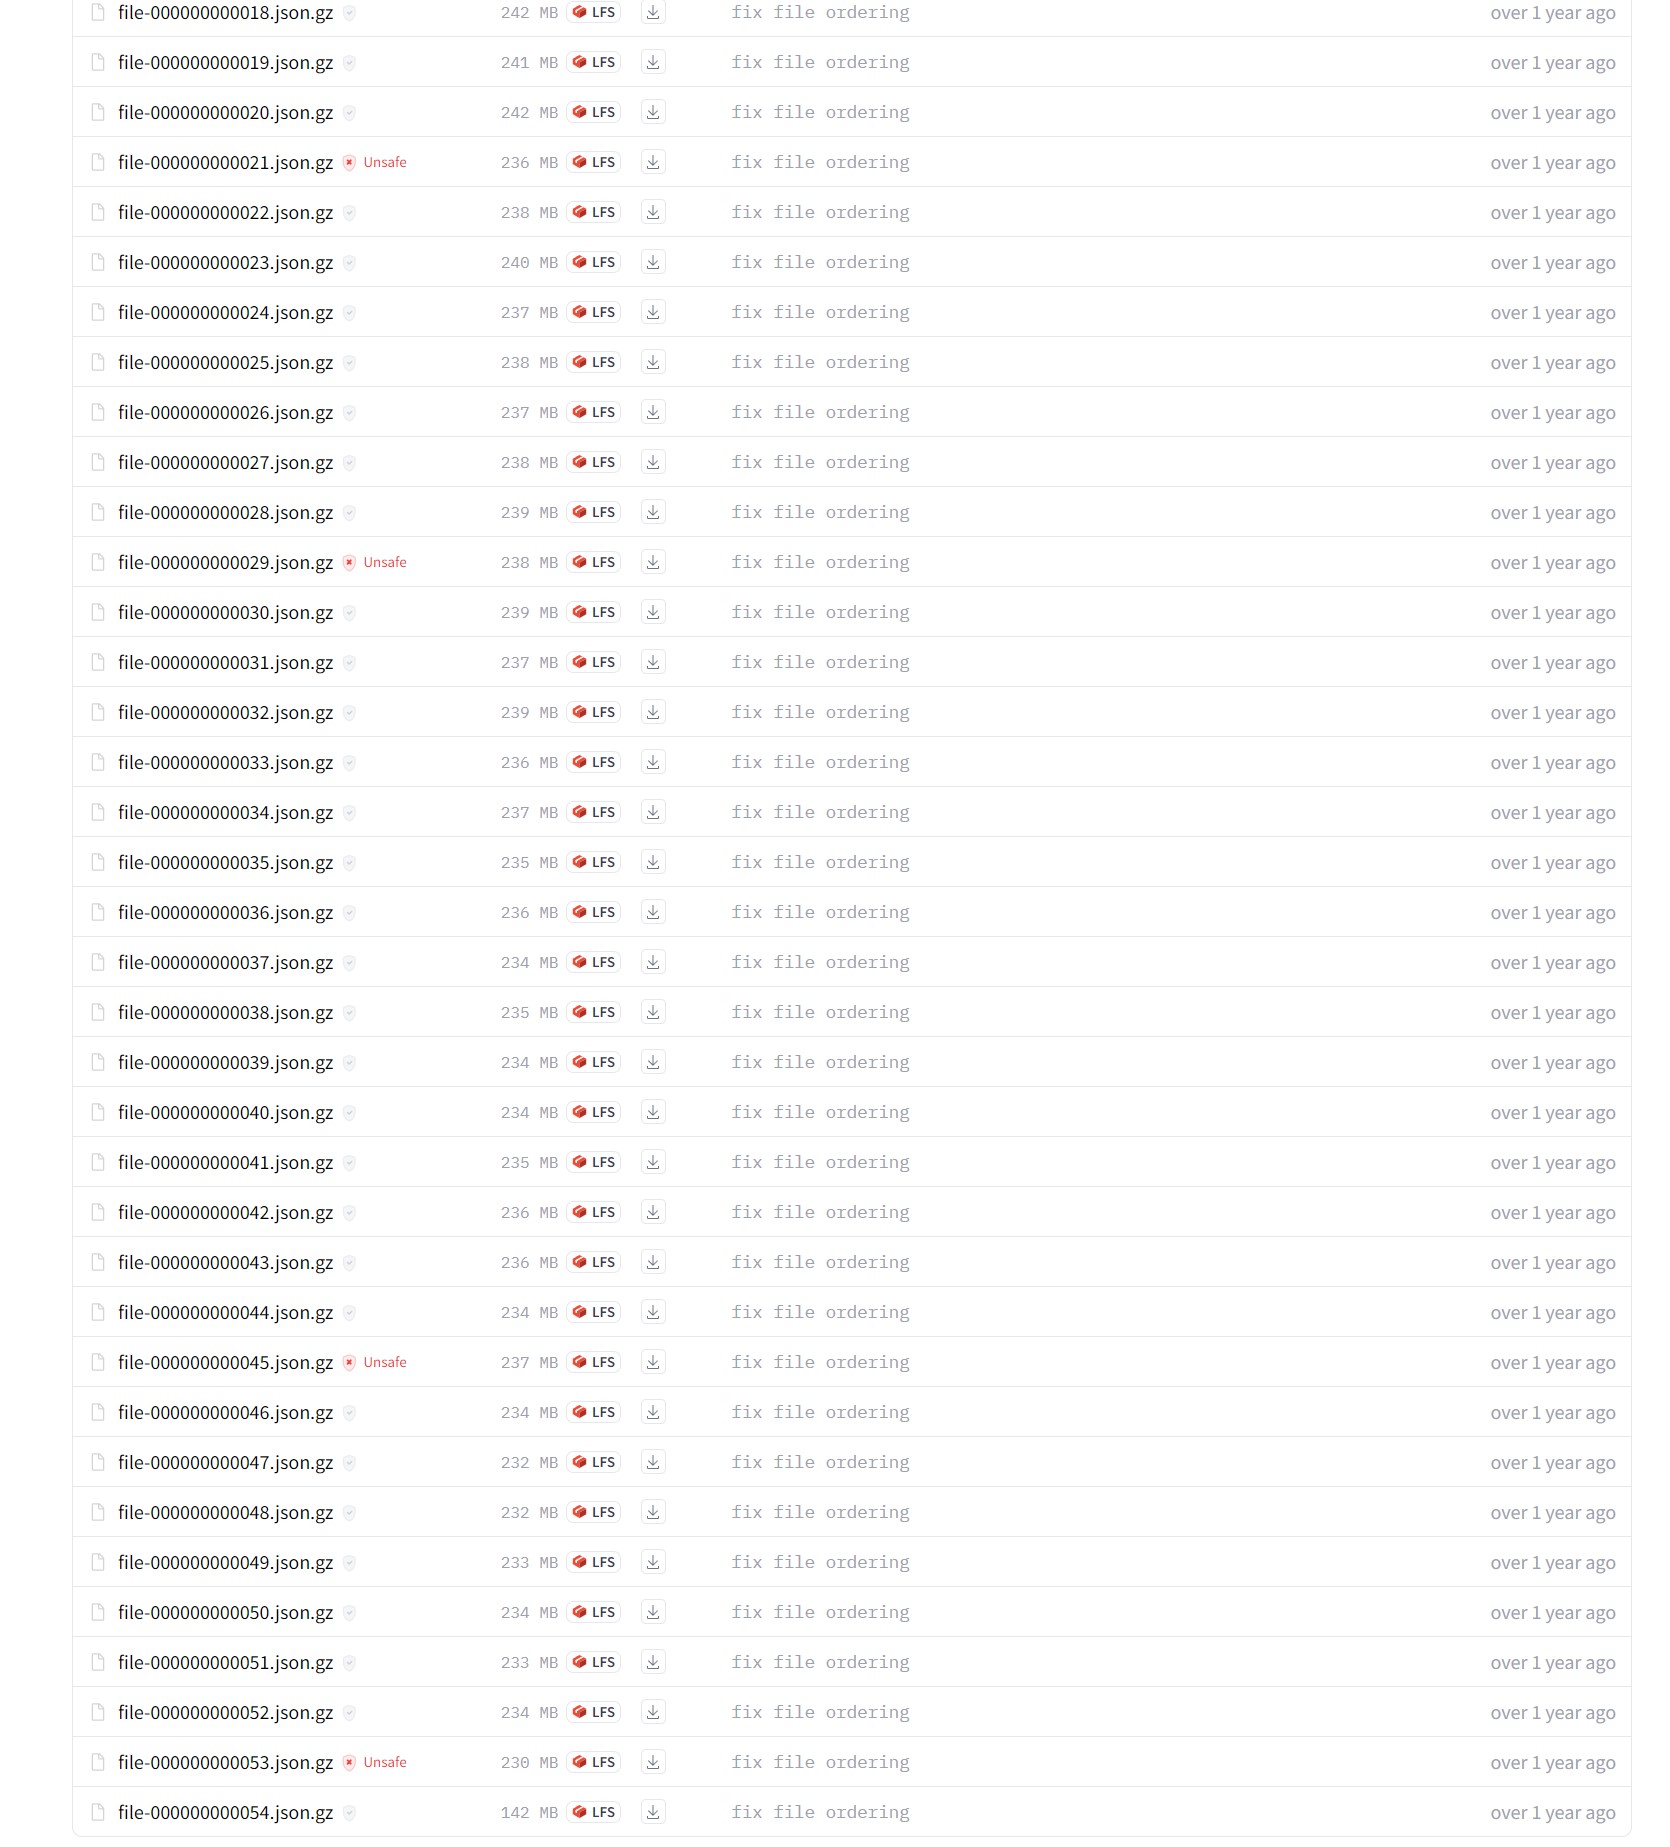 file-000000000018.json.gz 242 MB LFS fix file ordering over 1 year ago
file-000000000019.json.gz 241 MB LFS fix file ordering over 1 year ago
file-000000000020.json.gz 242 MB LFS fix file ordering over 1 year ago
file-000000000021.json.gz Unsafe 236 MB LFS fix file ordering over 1 year ago
file-000000000022.json.gz 238 MB LFS fix file ordering over 1 year ago
file-000000000023.json.gz 240 MB LFS fix file ordering over 1 year ago
file-000000000024.json.gz 237 MB LFS fix file ordering over 1 year ago
file-000000000025.json.gz 238 MB LFS fix file ordering over 1 year ago
file-000000000026.json.gz 237 MB LFS fix file ordering over 1 year ago
file-000000000027.json.gz 238 MB LFS fix file ordering over 1 year ago
file-000000000028.json.gz 239 MB LFS fix file ordering over 1 year ago
file-000000000029.json.gz Unsafe 238 MB LFS fix file ordering over 1 year ago
file-000000000030.json.gz 239 MB LFS fix file ordering over 1 year ago
file-000000000031.json.gz 237 MB LFS fix file ordering over 1 year ago
file-000000000032.json.gz 239 MB LFS fix file ordering over 1 year ago
file-000000000033.json.gz 236 MB LFS fix file ordering over 1 year ago
file-000000000034.json.gz 237 MB LFS fix file ordering over 1 year ago
file-000000000035.json.gz 235 MB LFS fix file ordering over 1 year ago
file-000000000036.json.gz 236 MB LFS fix file ordering over 1 year ago
file-000000000037.json.gz 234 MB LFS fix file ordering over 1 year ago
file-000000000038.json.gz 235 MB LFS fix file ordering over 1 year ago
file-000000000039.json.gz 234 MB LFS fix file ordering over 1 year ago
file-000000000040.json.gz 234 MB LFS fix file ordering over 1 year ago
file-000000000041.json.gz 235 MB LFS fix file ordering over 1 year ago
file-000000000042.json.gz 236 MB LFS fix file ordering over 1 year ago
file-000000000043.json.gz 236 MB LFS fix file ordering over 1 year ago
file-000000000044.json.gz 234 MB LFS fix file ordering over 1 year ago
file-000000000045.json.gz Unsafe 237 MB LFS fix file ordering over 1 year ago
file-000000000046.json.gz 234 MB LFS fix file ordering over 1 year ago
file-000000000047.json.gz 232 MB LFS fix file ordering over 1 year ago
file-000000000048.json.gz 232 MB LFS fix file ordering over 1 year ago
file-000000000049.json.gz 233 MB LFS fix file ordering over 1 year ago
file-000000000050.json.gz 234 MB LFS fix file ordering over 1 year ago
file-000000000051.json.gz 233 MB LFS fix file ordering over 1 year ago
file-000000000052.json.gz 234 MB LFS fix file ordering over 1 year ago
file-000000000053.json.gz Unsafe 230 MB LFS fix file ordering over 1 year ago
file-000000000054.json.gz 142 MB LFS fix file ordering over 1 year ago